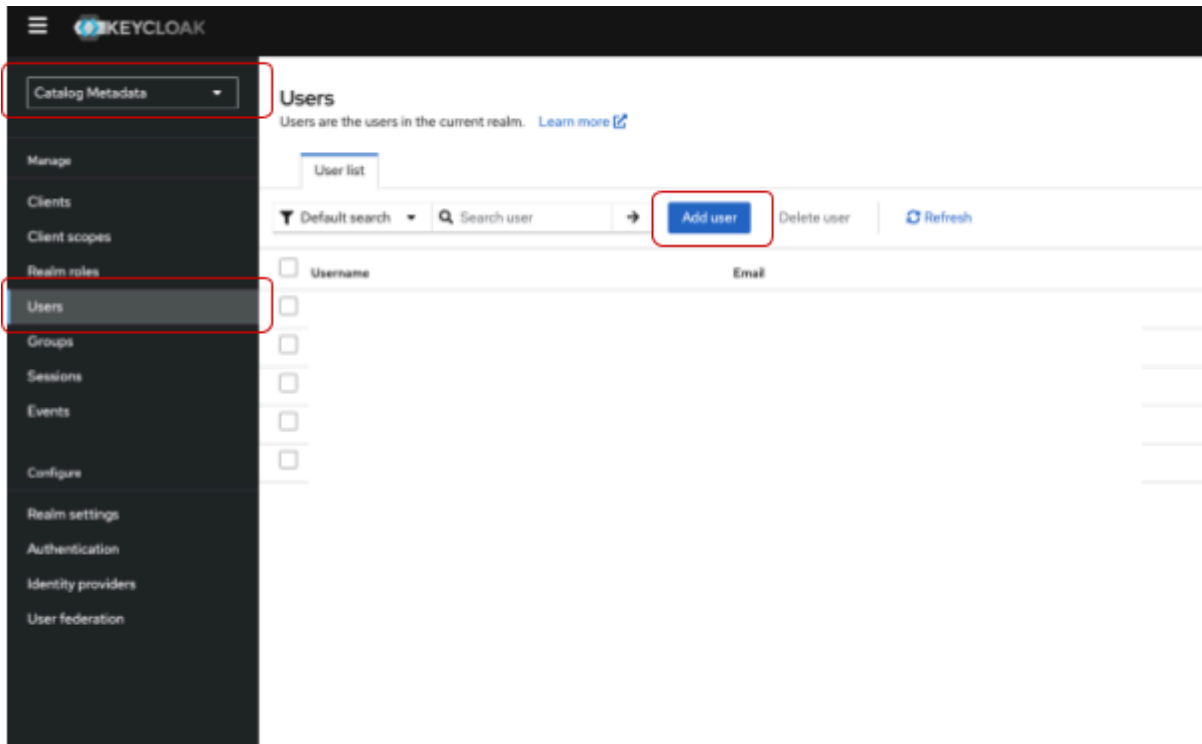 KEYCLOAK
Catalog Metadata
Manage
Clients
Client scopes
Realm roles
Users
Groups
Sessions
Events
Configure
Realm settings
Authentication
Identity providers
User federation
Users
Users are the users in the current realm. Learn more
User list
Default search Search user Add user Delete user Refresh
Username Email